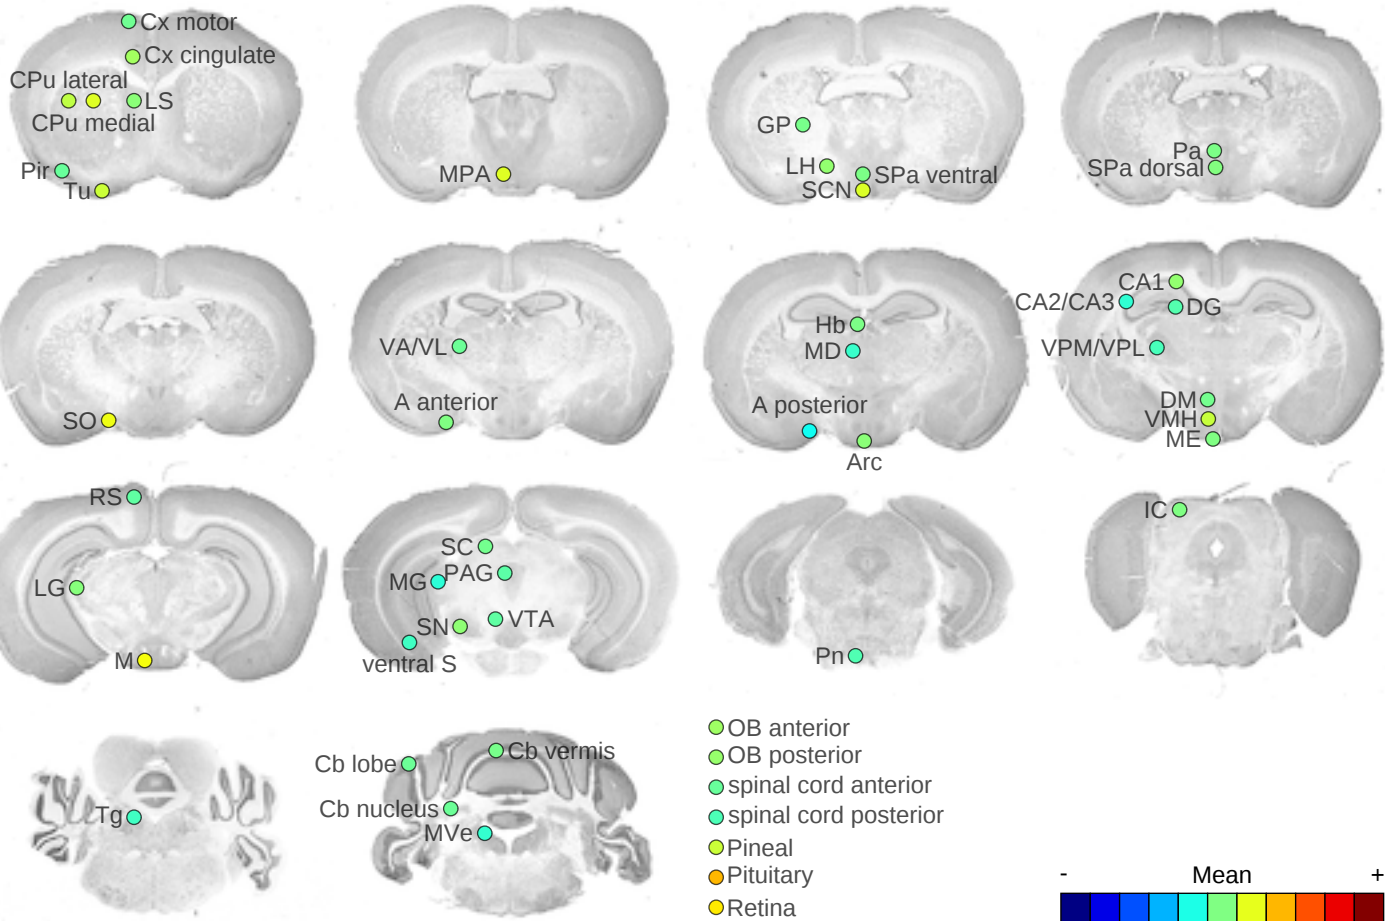 Cx motor
Cx cingulate
CPu lateral
LS
CPu medial
Pir
Tu
MPA
GP
LH
SPa ventral
SCN
Pa
SPa dorsal
SO
VA/VL
A anterior
Hb
MD
A posterior
Arc
CA1
CA2/CA3
DG
VPM/VPL
DM
VMH
ME
RS
LG
M
SC
MG
PAG
SN
VTA
ventral S
Pn
IC
Tg
Cb lobe
Cb vermis
Cb nucleus
MVe
OB anterior
OB posterior
spinal cord anterior
spinal cord posterior
Pineal
Pituitary
Retina
- Mean +